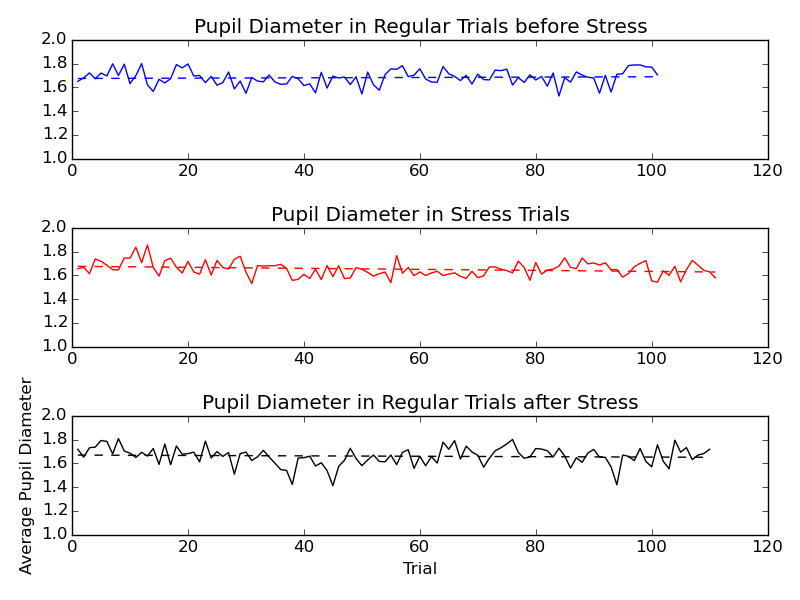 Pupil Diameter in Regular Trials before Stress
2.0
1.8
1.6
1.4
1.2
1.0
0 20 40 60 80 100 120
Pupil Diameter in Stress Trials
2.0
1.8
1.6
1.4
1.2
1.0
0 20 40 60 80 100 120
Pupil Diameter in Regular Trials after Stress
Average Pupil Diameter
2.0
1.8
1.6
1.4
1.2
1.0
0 20 40 60 80 100 120
Trial